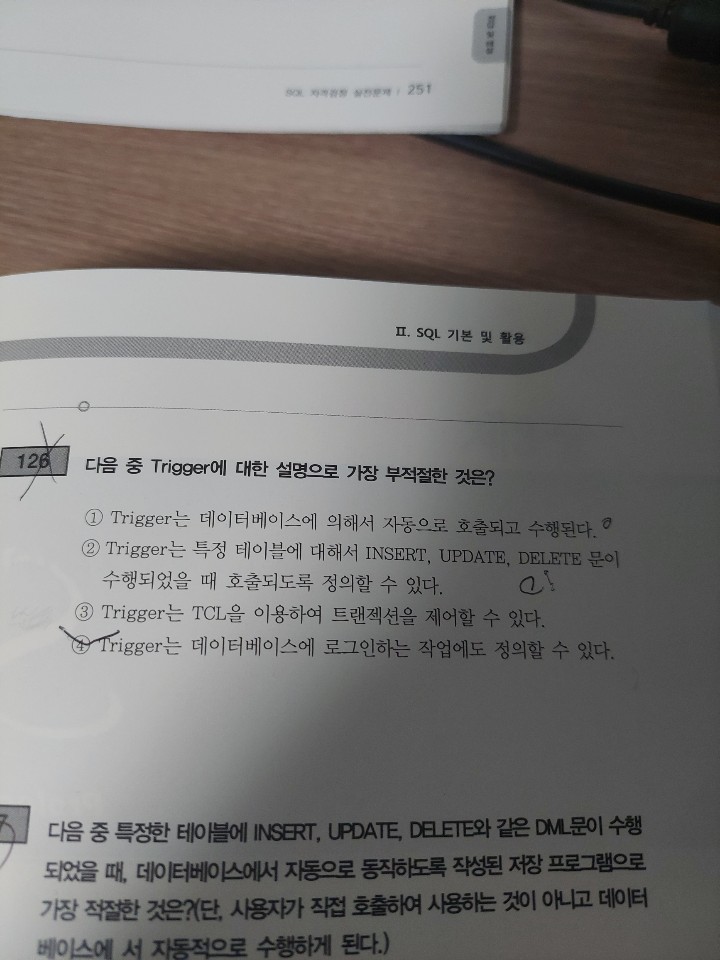 정답 및 해설
SQL 자격검정 실전문제 | 251
Ⅱ. SQL 기본 및 활용
126
다음 중 Trigger에 대한 설명으로 가장 부적절한 것은?
① Trigger는 데이터베이스에 의해서 자동으로 호출되고 수행된다.
② Trigger는 특정 테이블에 대해서 INSERT, UPDATE, DELETE 문이
수행되었을 때 호출되도록 정의할 수 있다.
③ Trigger는 TCL을 이용하여 트랜젝션을 제어할 수 있다.
④ Trigger는 데이터베이스에 로그인하는 작업에도 정의할 수 있다.
7
다음 중 특정한 테이블에 INSERT, UPDATE, DELETE와 같은 DML문이 수행
되었을 때, 데이터베이스에서 자동으로 동작하도록 작성된 저장 프로그램으로
가장 적절한 것은?(단, 사용자가 직접 호출하여 사용하는 것이 아니고 데이터
베이스에 서 자동적으로 수행하게 된다.)